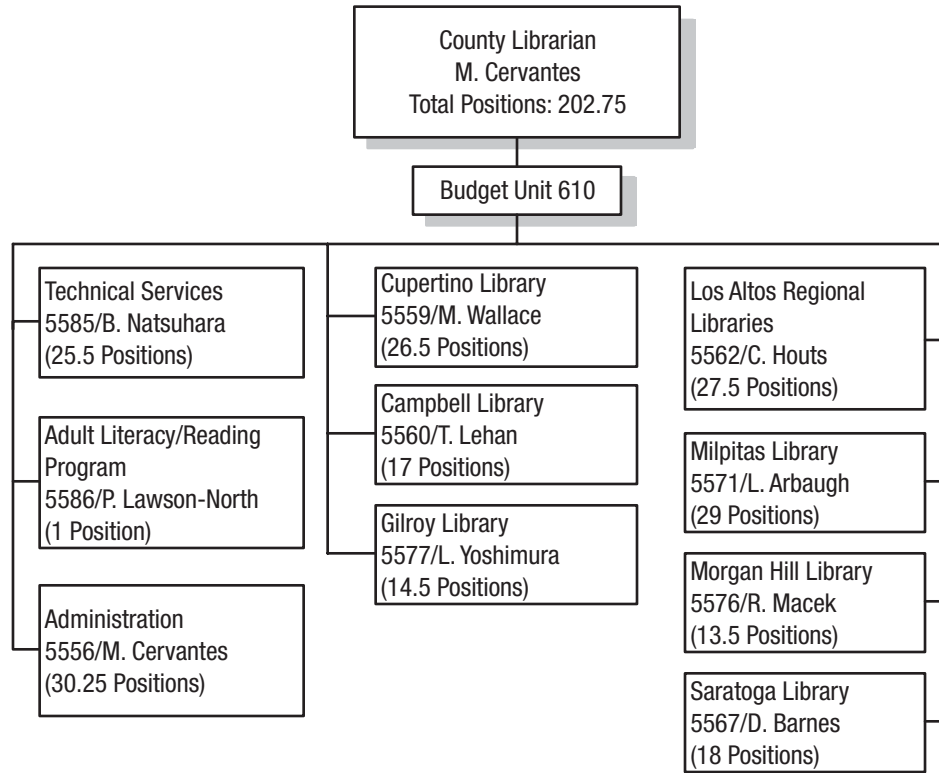 County Librarian
M. Cervantes
Total Positions: 202.75
Budget Unit 610
Technical Services
5585/B. Natsuhara
(25.5 Positions)
Adult Literacy/Reading
Program
5586/P. Lawson-North
(1 Position)
Administration
5556/M. Cervantes
(30.25 Positions)
Cupertino Library
5559/M. Wallace
(26.5 Positions)
Campbell Library
5560/T. Lehan
(17 Positions)
Gilroy Library
5577/L. Yoshimura
(14.5 Positions)
Los Altos Regional
Libraries
5562/C. Houts
(27.5 Positions)
Milpitas Library
5571/L. Arbaugh
(29 Positions)
Morgan Hill Library
5576/R. Macek
(13.5 Positions)
Saratoga Library
5567/D. Barnes
(18 Positions)